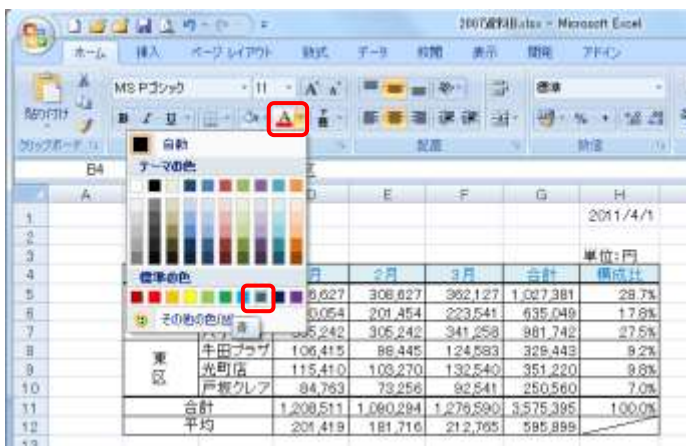 2007資料B.xlsx - Microsoft Excel
ホーム 挿入 ページ レイアウト 数式 データ 校閲 表示 開発 アドイン
貼り付け MS Pゴシック 11 A A 標準
B I U A %
クリップボード 配置 数値
B4
自動
テーマの色
標準の色
その他の色(M)
青
A D E F G H
1 2011/4/1
2
3 単位:円
4 月 2月 3月 合計 構成比
5 6,627 308,627 362,127 1,027,381 28.7%
6 0,054 201,454 223,541 635,049 17.8%
7 335,242 305,242 341,258 981,742 27.5%
8 牛田プラザ 106,415 98,445 124,583 329,443 9.2%
東区
9 光町店 115,410 103,270 132,540 351,220 9.8%
10 戸坂クレア 84,763 73,256 92,541 250,560 7.0%
11 合計 1,208,511 1,090,294 1,276,590 3,575,395 100.0%
12 平均 201,419 181,716 212,765 595,899
13